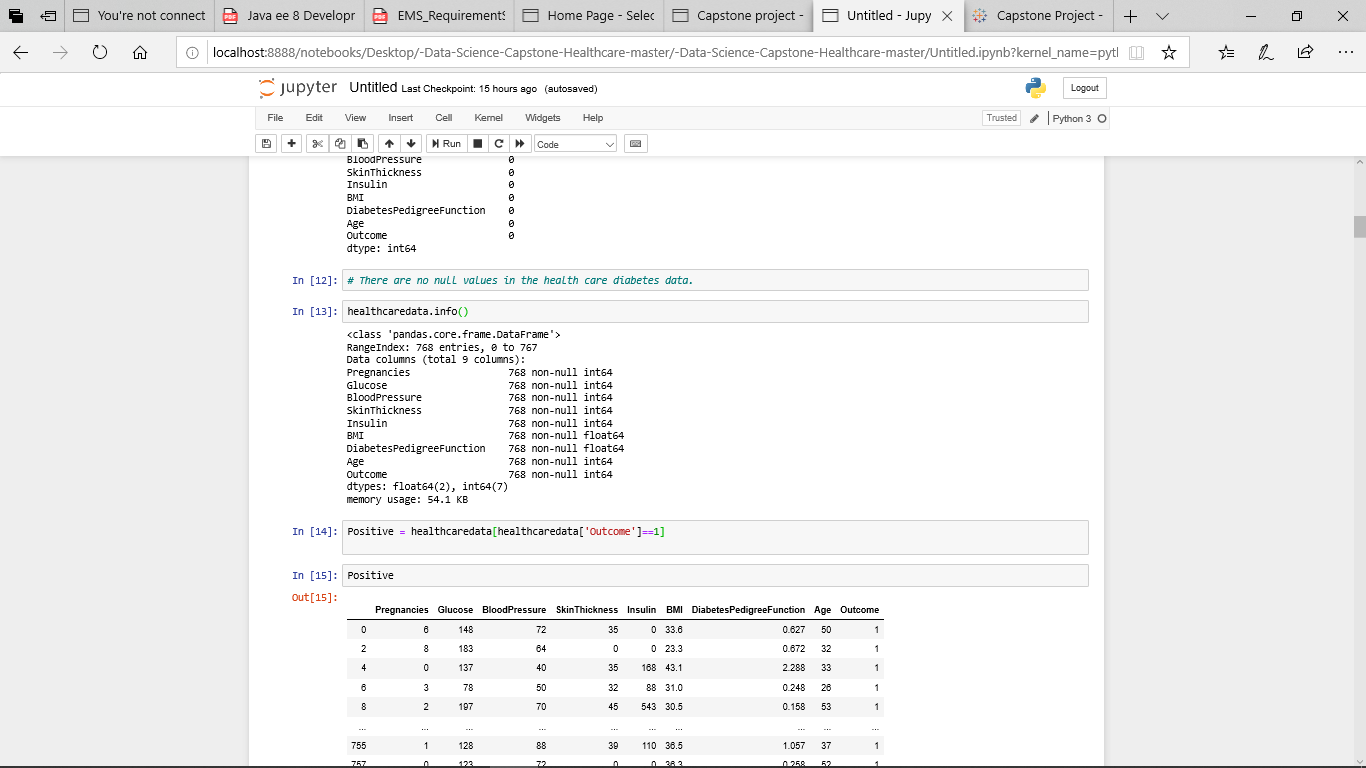 You're not connect
Java ee 8 Developr
EMS_Requirements
Home Page - Selec
Capstone project -
Untitled - Jupy
Capstone Project -
localhost:8888/notebooks/Desktop/-Data-Science-Capstone-Healthcare-master/-Data-Science-Capstone-Healthcare-master/Untitled.ipynb?kernel_name=pytl
jupyter Untitled Last Checkpoint: 15 hours ago (autosaved)
Logout
File Edit View Insert Cell Kernel Widgets Help
Trusted Python 3
Run Code
BloodPressure 0
SkinThickness 0
Insulin 0
BMI 0
DiabetesPedigreeFunction 0
Age 0
Outcome 0
dtype: int64
In [12]: # There are no null values in the health care diabetes data.
In [13]: healthcaredata.info()
<class 'pandas.core.frame.DataFrame'>
RangeIndex: 768 entries, 0 to 767
Data columns (total 9 columns):
Pregnancies 768 non-null int64
Glucose 768 non-null int64
BloodPressure 768 non-null int64
SkinThickness 768 non-null int64
Insulin 768 non-null int64
BMI 768 non-null float64
DiabetesPedigreeFunction 768 non-null float64
Age 768 non-null int64
Outcome 768 non-null int64
dtypes: float64(2), int64(7)
memory usage: 54.1 KB
In [14]: Positive = healthcaredata[healthcaredata['Outcome']==1]
In [15]: Positive
Out[15]:
Pregnancies Glucose BloodPressure SkinThickness Insulin BMI DiabetesPedigreeFunction Age Outcome
0 6 148 72 35 0 33.6 0.627 50 1
2 8 183 64 0 0 23.3 0.672 32 1
4 0 137 40 35 168 43.1 2.288 33 1
6 3 78 50 32 88 31.0 0.248 26 1
8 2 197 70 45 543 30.5 0.158 53 1
... ... ... ... ... ... ... ... ... ...
755 1 128 88 39 110 36.5 1.057 37 1
757 0 123 72 0 0 36.3 0.258 52 1